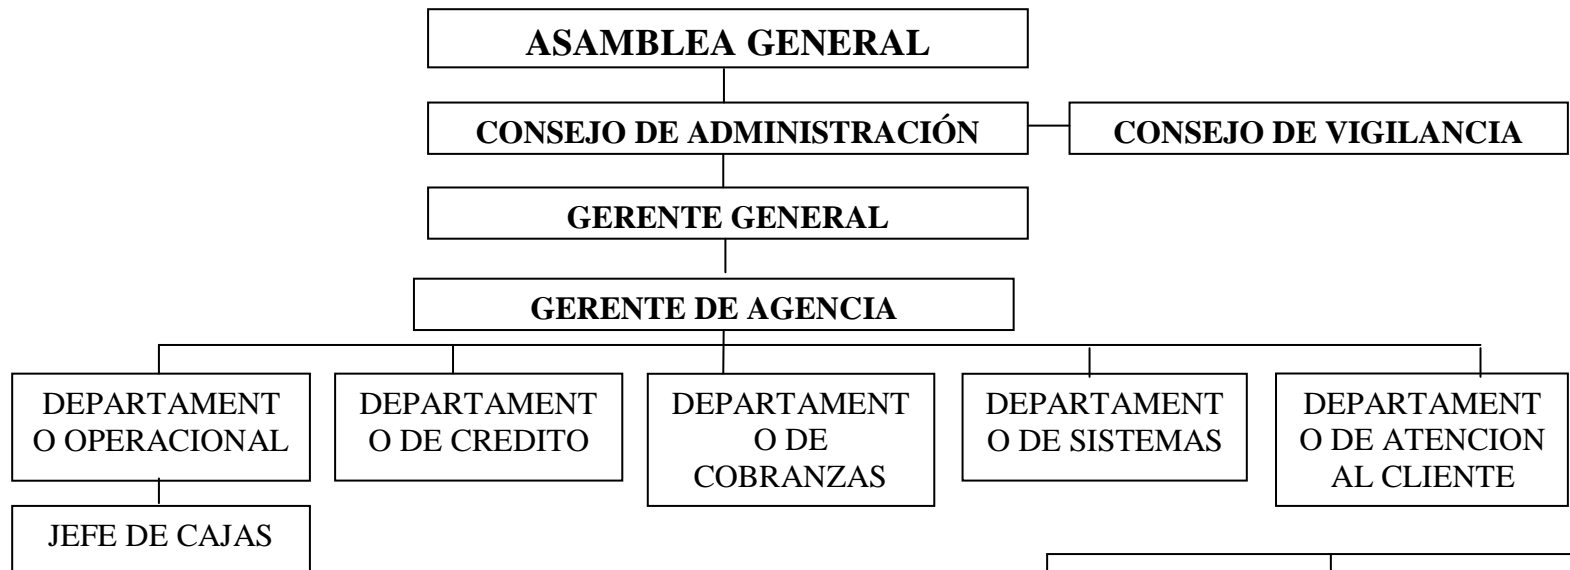 ASAMBLEA GENERAL
CONSEJO DE ADMINISTRACIÓN
CONSEJO DE VIGILANCIA
GERENTE GENERAL
GERENTE DE AGENCIA
DEPARTAMENT
O OPERACIONAL
DEPARTAMENT
O DE CREDITO
DEPARTAMENT
O DE
COBRANZAS
DEPARTAMENT
O DE SISTEMAS
DEPARTAMENT
O DE ATENCION
AL CLIENTE
JEFE DE CAJAS